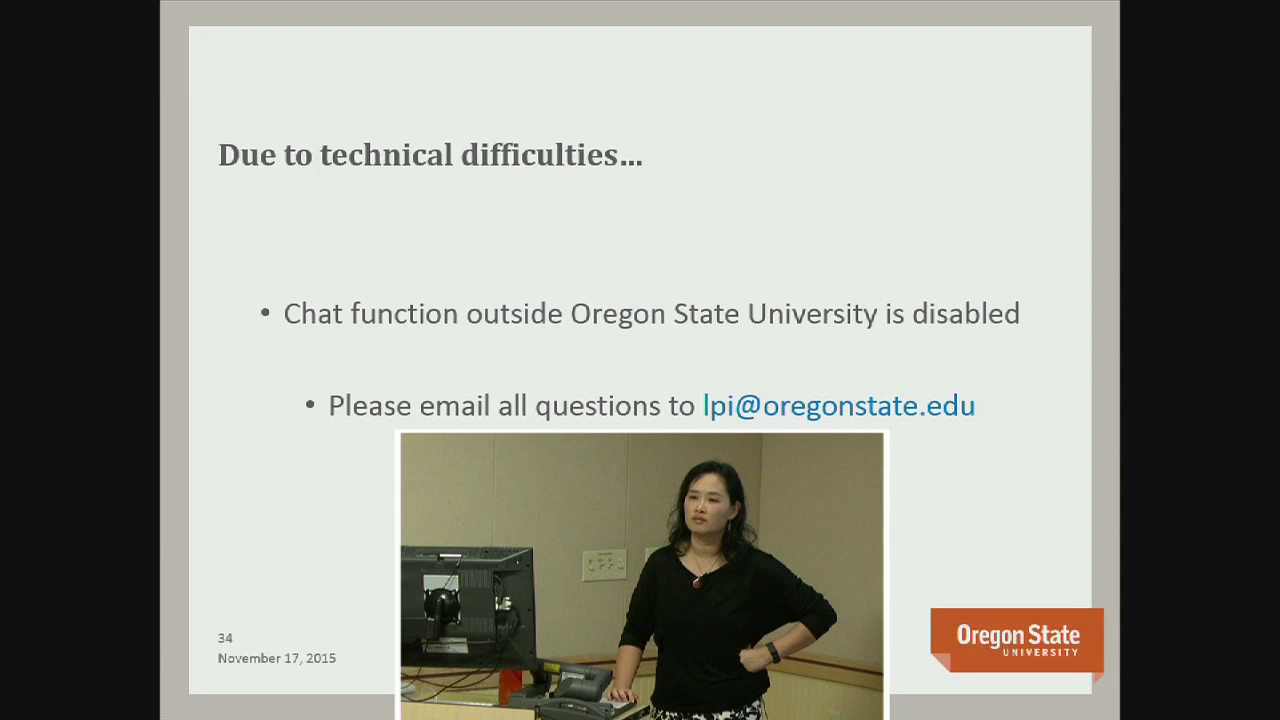 Due to technical difficulties...
• Chat function outside Oregon State University is disabled
• Please email all questions to lpi@oregonstate.edu
34
November 17, 2015
Oregon State
UNIVERSITY